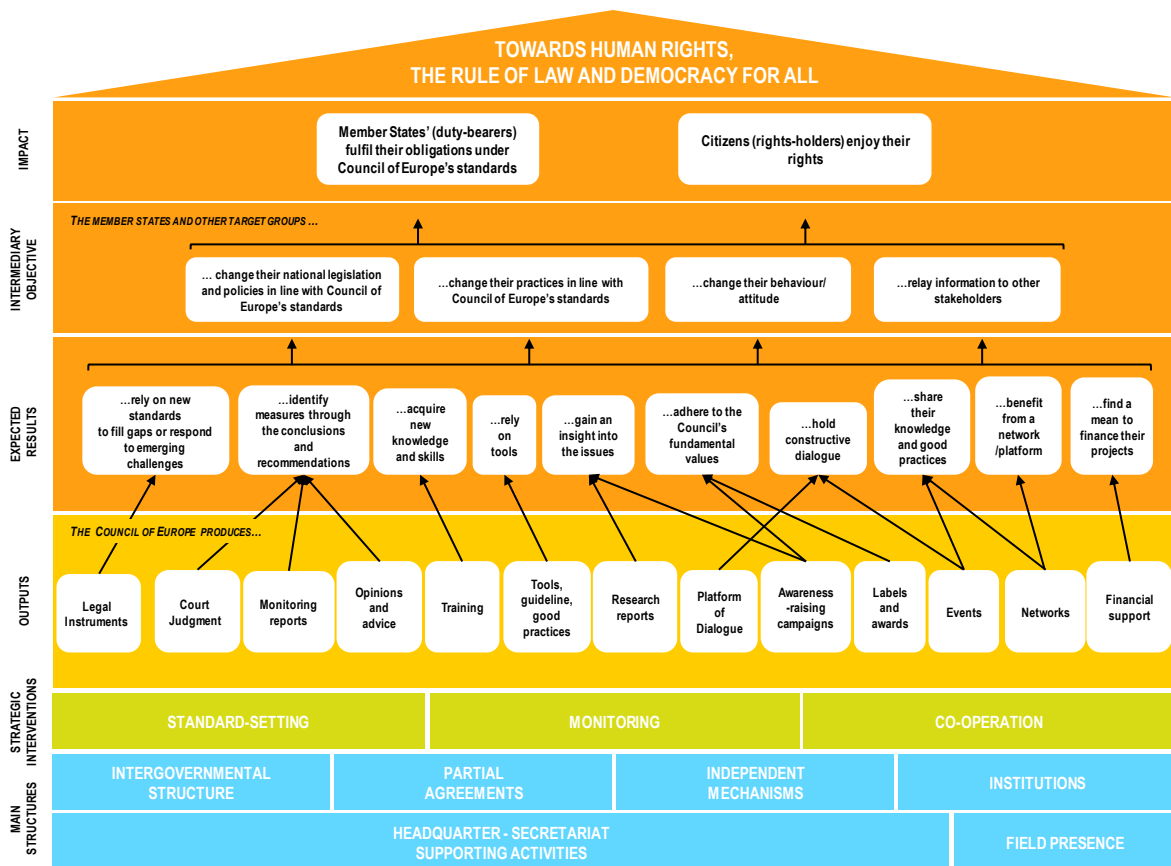 TOWARDS HUMAN RIGHTS,
THE RULE OF LAW AND DEMOCRACY FOR ALL
IMPACT
Member States' (duty-bearers)
fulfil their obligations under
Council of Europe's standards
Citizens (rights-holders) enjoy their
rights
INTERMEDIARY
OBJECTIVE
THE MEMBER STATES AND OTHER TARGET GROUPS ...
... change their national legislation
and policies in line with Council of
Europe's standards
...change their practices in line with
Council of Europe's standards
...change their behaviour/
attitude
...relay information to other
stakeholders
EXPECTED
RESULTS
...rely on new
standards
to fill gaps or respond
to emerging
challenges
...identify
measures through
the conclusions
and
recommendations
...acquire
new
knowledge
and skills
...rely
on
tools
...gain an
insight into
the issues
...adhere to the
Council's
fundamental
values
...hold
constructive
dialogue
...share
their
knowledge
and good
practices
...benefit
from a
network
/platform
...find a
mean to
finance their
projects
OUTPUTS
THE COUNCIL OF EUROPE PRODUCES...
Legal
Instruments
Court
Judgment
Monitoring
reports
Opinions
and
advice
Training
Tools,
guideline,
good
practices
Research
reports
Platform
of
Dialogue
Awareness
-raising
campaigns
Labels
and
awards
Events
Networks
Financial
support
STRATEGIC
INTERVENTIONS
STANDARD-SETTING
MONITORING
CO-OPERATION
MAIN
STRUCTURES
INTERGOVERNMENTAL
STRUCTURE
PARTIAL
AGREEMENTS
INDEPENDENT
MECHANISMS
INSTITUTIONS
HEADQUARTER - SECRETARIAT
SUPPORTING ACTIVITIES
FIELD PRESENCE